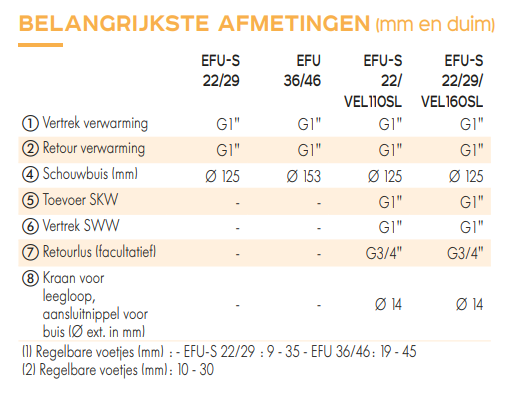 BELANGRIJKSTE AFMETINGEN (mm en duim)
EFU-S 22/29 EFU 36/46 EFU-S 22/ VEL110SL EFU-S 22/29/ VEL160SL
① Vertrek verwarming G1" G1" G1" G1"
② Retour verwarming G1" G1" G1" G1"
④ Schouwbuis (mm) Ø 125 Ø 153 Ø 125 Ø 125
⑤ Toevoer SKW - - G1" G1"
⑥ Vertrek SWW - - G1" G1"
⑦ Retourlus (facultatief) - - G3/4" G3/4"
⑧ Kraan voor
leegloop,
aansluitnippel voor - - Ø 14 Ø 14
buis (Ø ext. in mm)
(1) Regelbare voetjes (mm) : - EFU-S 22/29 : 9 - 35 - EFU 36/46 : 19 - 45
(2) Regelbare voetjes (mm) : 10 - 30